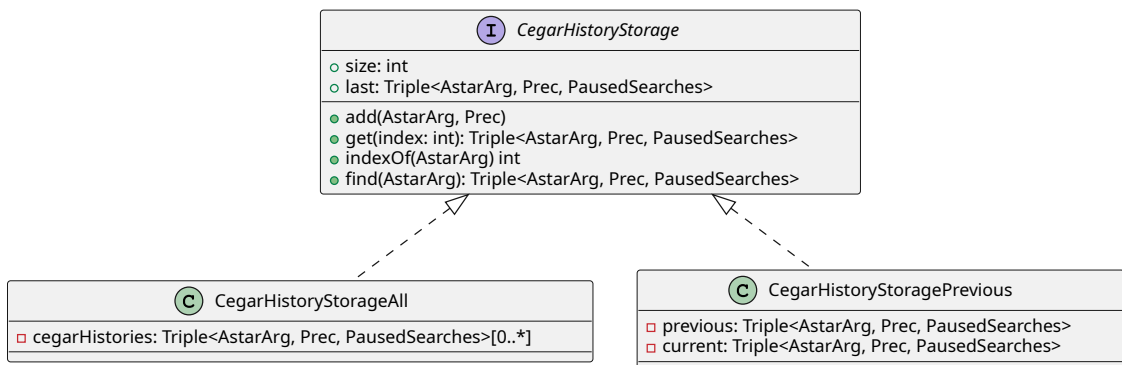 I CegarHistoryStorage
size: int
last: Triple<AstarArg, Prec, PausedSearches>
add(AstarArg, Prec)
get(index: int): Triple<AstarArg, Prec, PausedSearches>
indexOf(AstarArg) int
find(AstarArg): Triple<AstarArg, Prec, PausedSearches>
C CegarHistoryStorageAll
cegarHistories: Triple<AstarArg, Prec, PausedSearches>[0..*]
C CegarHistoryStoragePrevious
previous: Triple<AstarArg, Prec, PausedSearches>
current: Triple<AstarArg, Prec, PausedSearches>